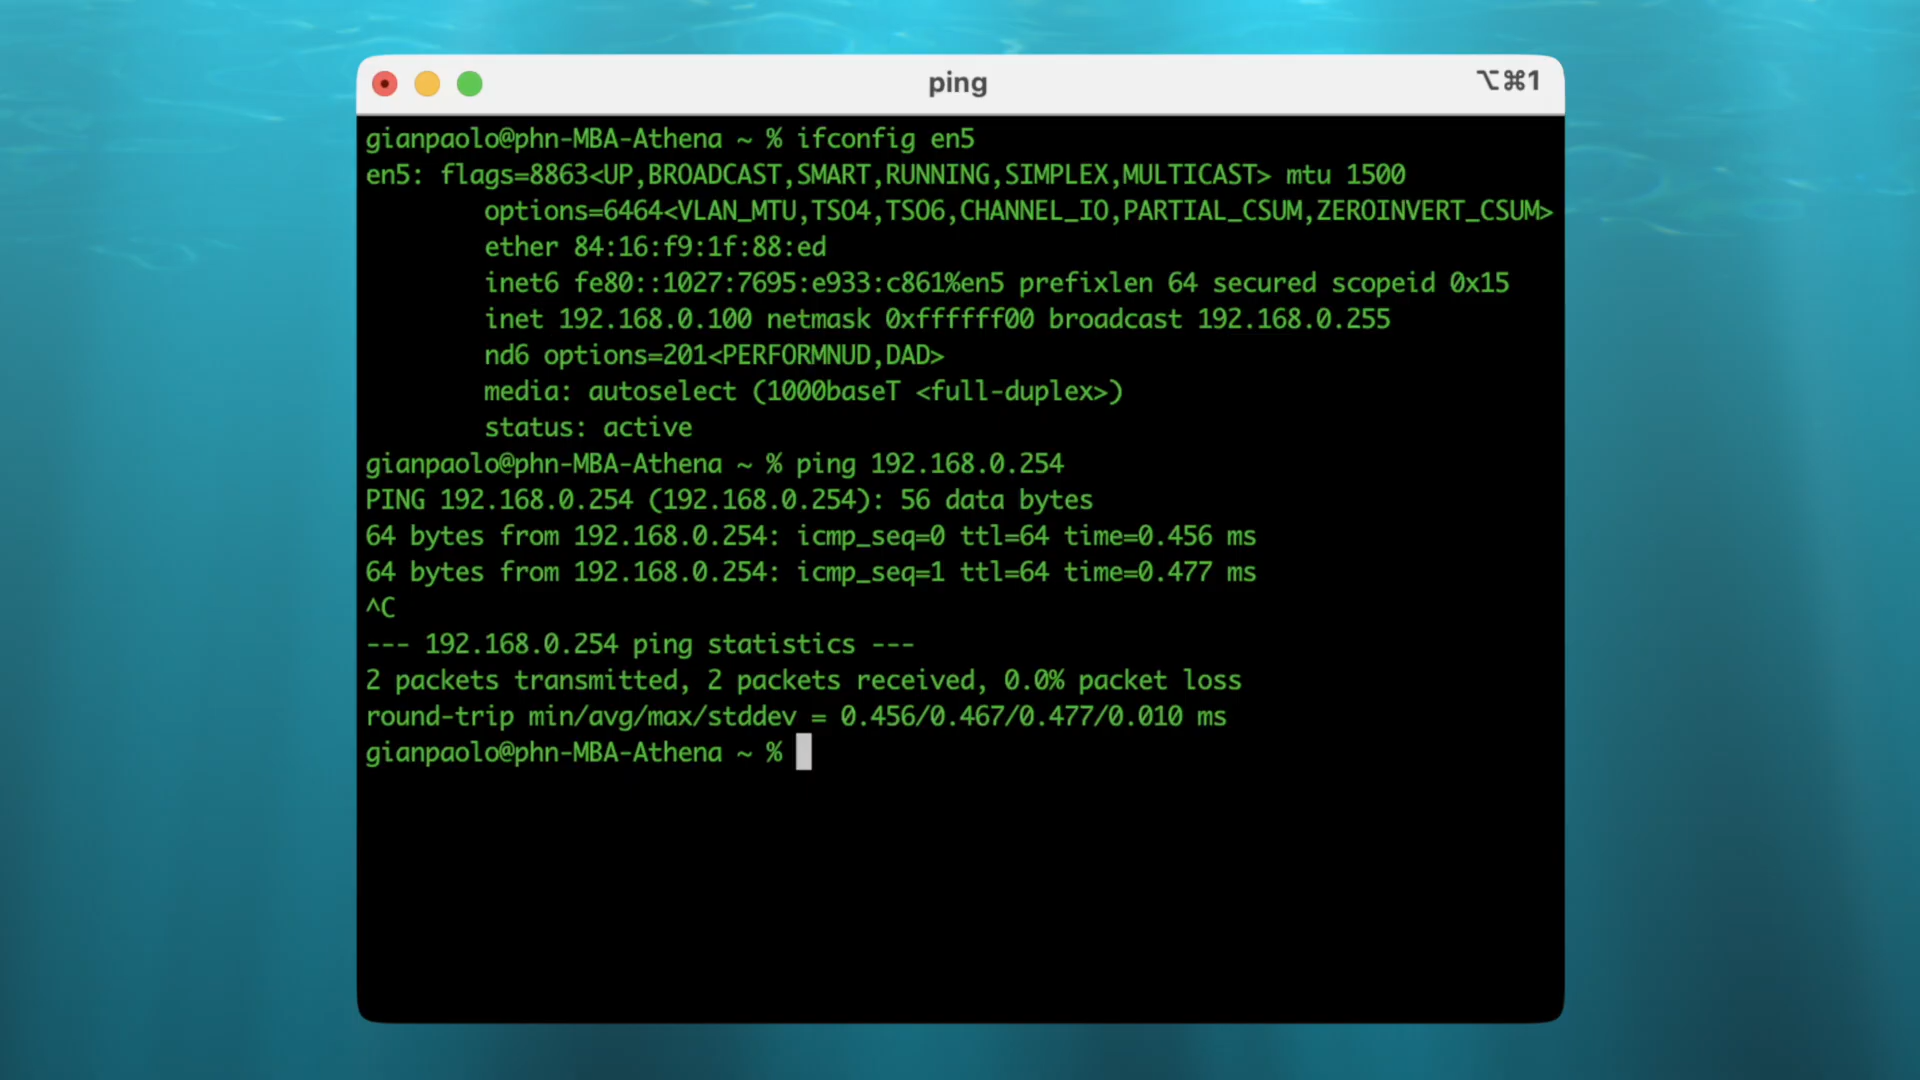 ping
⌥⌘1
gianpaolo@phn-MBA-Athena ~ % ifconfig en5
en5: flags=8863<UP,BROADCAST,SMART,RUNNING,SIMPLEX,MULTICAST> mtu 1500
options=6464<VLAN_MTU,TSO4,TSO6,CHANNEL_IO,PARTIAL_CSUM,ZEROINVERT_CSUM>
ether 84:16:f9:1f:88:ed
inet6 fe80::1027:7695:e933:c861%en5 prefixlen 64 secured scopeid 0x15
inet 192.168.0.100 netmask 0xffffff00 broadcast 192.168.0.255
nd6 options=201<PERFORMNUD,DAD>
media: autoselect (1000baseT <full-duplex>)
status: active
gianpaolo@phn-MBA-Athena ~ % ping 192.168.0.254
PING 192.168.0.254 (192.168.0.254): 56 data bytes
64 bytes from 192.168.0.254: icmp_seq=0 ttl=64 time=0.456 ms
64 bytes from 192.168.0.254: icmp_seq=1 ttl=64 time=0.477 ms
^C
--- 192.168.0.254 ping statistics ---
2 packets transmitted, 2 packets received, 0.0% packet loss
round-trip min/avg/max/stddev = 0.456/0.467/0.477/0.010 ms
gianpaolo@phn-MBA-Athena ~ %